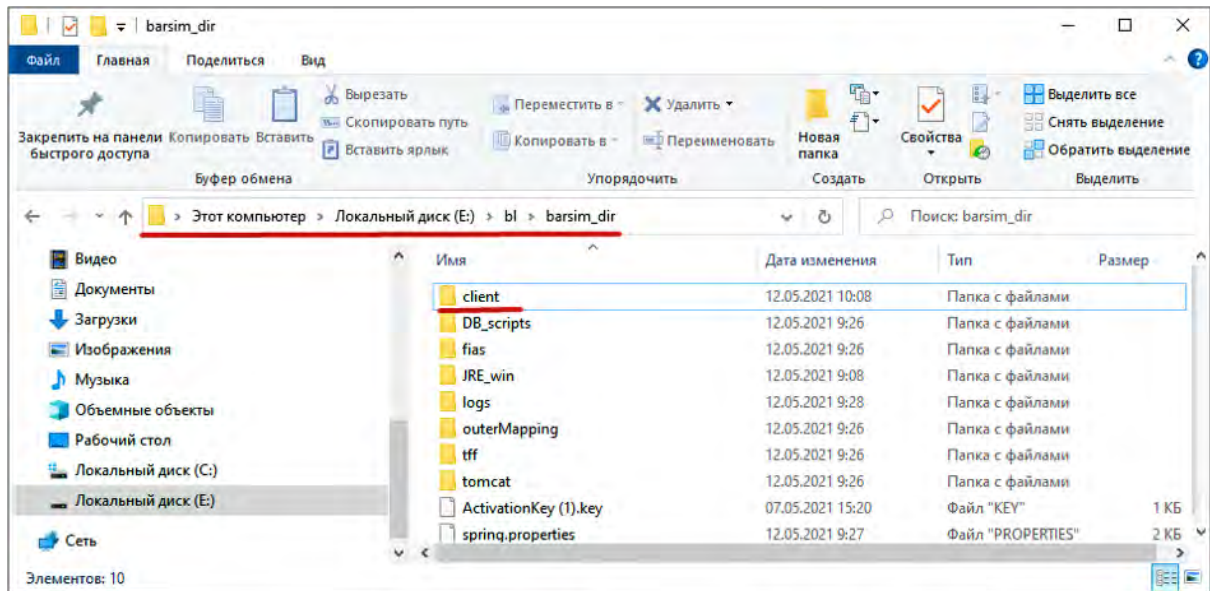 barsim_dir
Файл Главная Поделиться Вид
Закрепить на панели быстрого доступа
Копировать
Вставить
Вырезать
Скопировать путь
Вставить ярлык
Буфер обмена
Переместить в
Копировать в
Удалить
Переименовать
Упорядочить
Новая папка
Создать
Свойства
Открыть
Выделить все
Снять выделение
Обратить выделение
Выделить
Этот компьютер > Локальный диск (E:) > bl > barsim_dir
Поиск: barsim_dir
Видео
Документы
Загрузки
Изображения
Музыка
Объемные объекты
Рабочий стол
Локальный диск (C:)
Локальный диск (E:)
Сеть
Имя Дата изменения Тип Размер
client 12.05.2021 10:08 Папка с файлами
DB_scripts 12.05.2021 9:26 Папка с файлами
fias 12.05.2021 9:26 Папка с файлами
JRE_win 12.05.2021 9:08 Папка с файлами
logs 12.05.2021 9:28 Папка с файлами
outerMapping 12.05.2021 9:26 Папка с файлами
tff 12.05.2021 9:26 Папка с файлами
tomcat 12.05.2021 9:26 Папка с файлами
ActivationKey (1).key 07.05.2021 15:20 Файл "KEY" 1 КБ
spring.properties 12.05.2021 9:27 Файл "PROPERTIES" 2 КБ
Элементов: 10